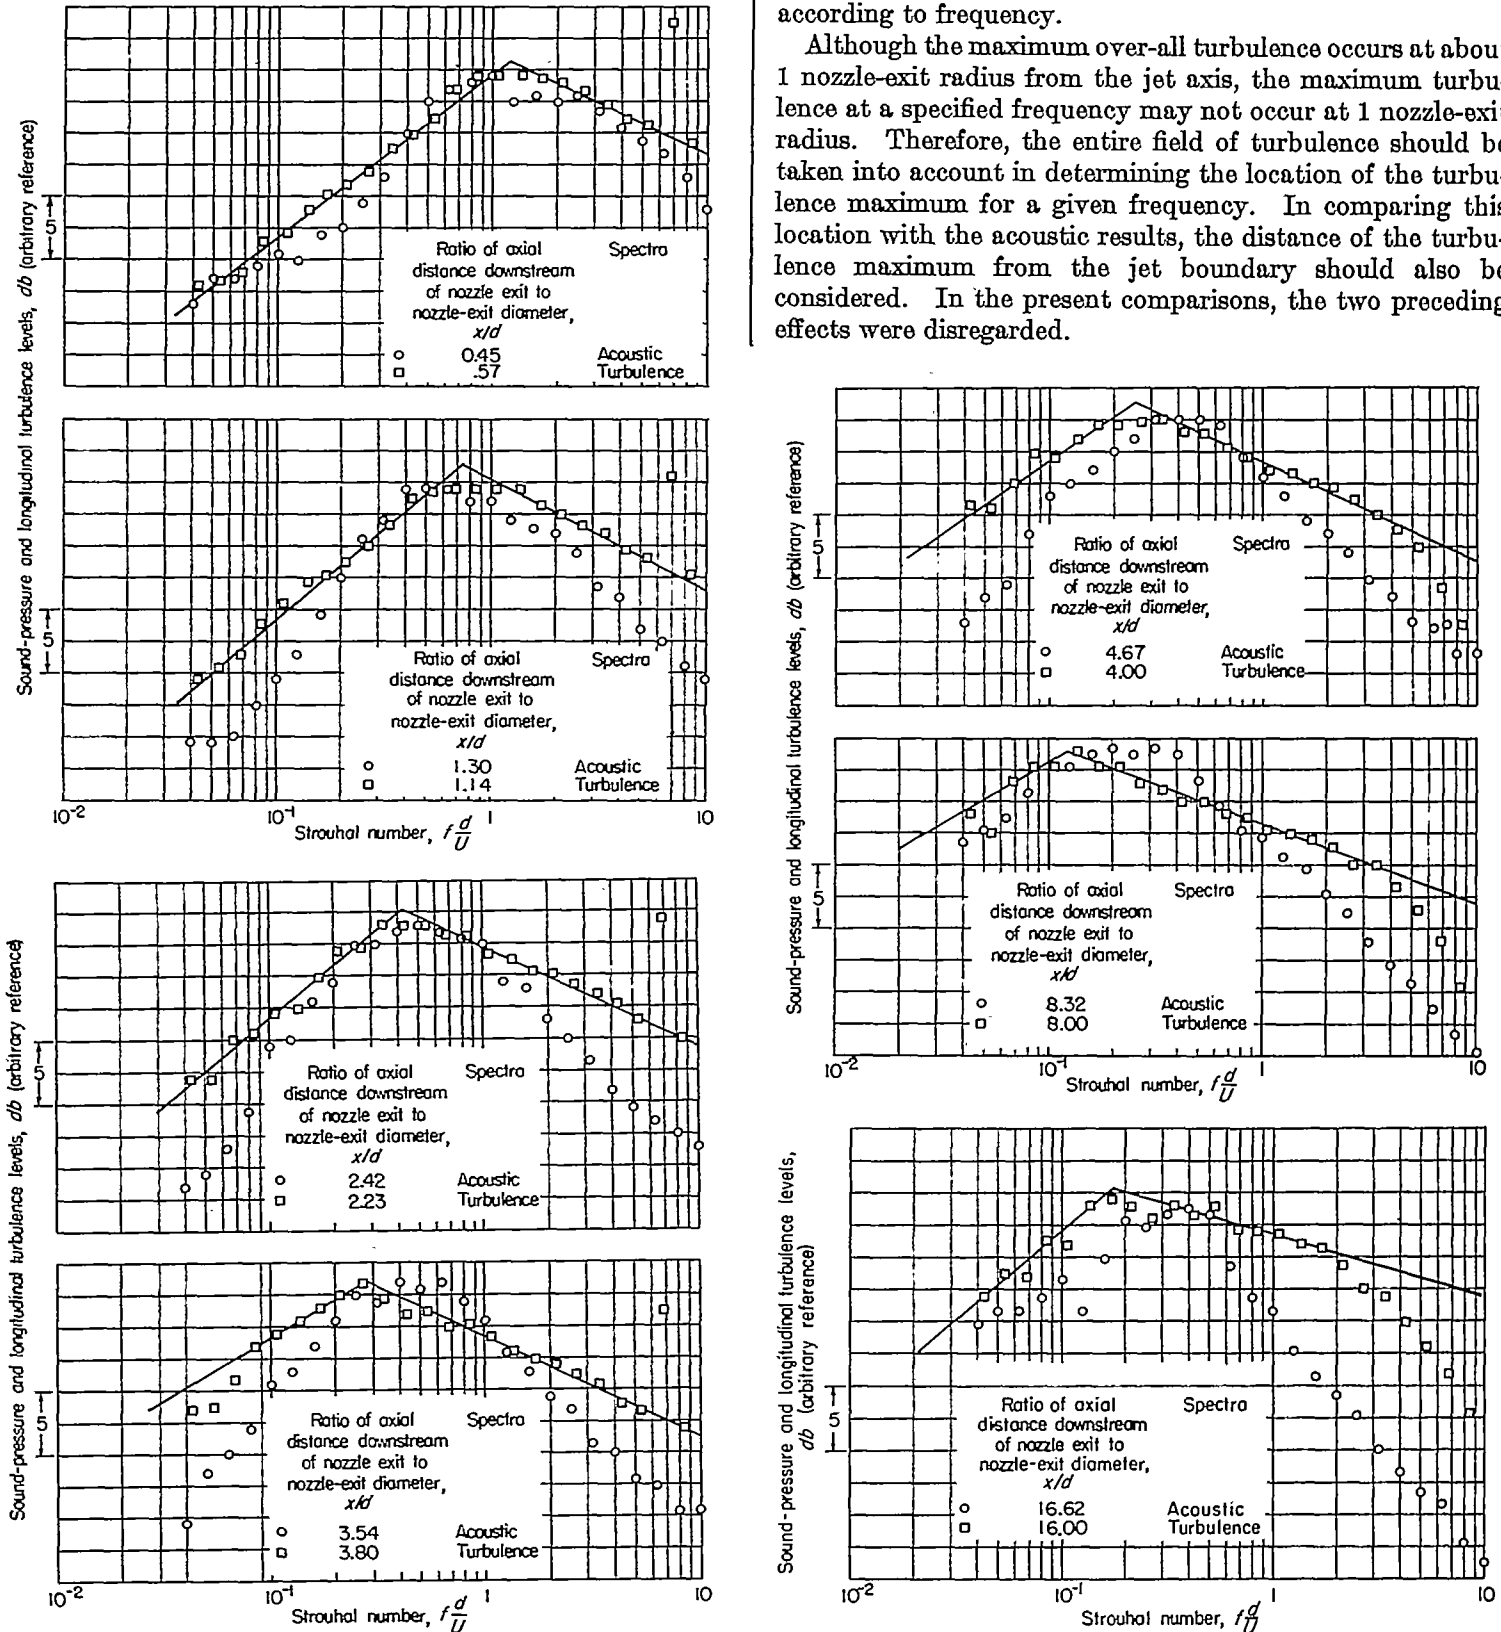 according to frequency.
Although the maximum over-all turbulence occurs at abou
1 nozzle-exit radius from the jet axis, the maximum turbu-
lence at a specified frequency may not occur at 1 nozzle-exi
radius. Therefore, the entire field of turbulence should be
taken into account in determining the location of the turbu-
lence maximum for a given frequency. In comparing this
location with the acoustic results, the distance of the turbu-
lence maximum from the jet boundary should also be
considered. In the present comparisons, the two preceding
effects were disregarded.
Sound-pressure and longitudinal turbulence levels, db (arbitrary reference)
5
Ratio of axial Spectra
distance downstream
of nozzle exit to
nozzle-exit diameter,
x/d
0.45 Acoustic
.57 Turbulence
5
Ratio of axial Spectra
distance downstream
of nozzle exit to
nozzle-exit diameter,
x/d
1.30 Acoustic
1.14 Turbulence
10-2 10-1 1 10
Strouhal number, f d/U
Sound-pressure and longitudinal turbulence levels, db (arbitrary reference)
5
Ratio of axial Spectra
distance downstream
of nozzle exit to
nozzle-exit diameter,
x/d
2.42 Acoustic
2.23 Turbulence
5
Ratio of axial Spectra
distance downstream
of nozzle exit to
nozzle-exit diameter,
x/d
3.54 Acoustic
3.80 Turbulence
10-2 10-1 1 10
Strouhal number, f d/U
Sound-pressure and longitudinal turbulence levels, db (arbitrary reference)
5
Ratio of axial Spectra
distance downstream
of nozzle exit to
nozzle-exit diameter,
x/d
4.67 Acoustic
4.00 Turbulence
5
Ratio of axial Spectra
distance downstream
of nozzle exit to
nozzle-exit diameter,
x/d
8.32 Acoustic
8.00 Turbulence
10-2 10-1 1 10
Strouhal number, f d/U
Sound-pressure and longitudinal turbulence levels,
db (arbitrary reference)
5
Ratio of axial Spectra
distance downstream
of nozzle exit to
nozzle-exit diameter,
x/d
16.62 Acoustic
16.00 Turbulence
10-2 10-1 1 10
Strouhal number, f d/U